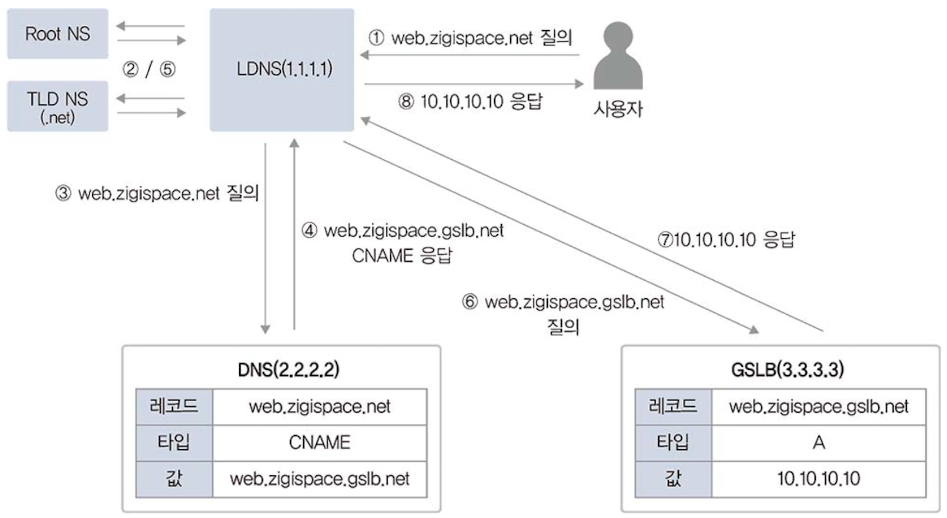 Root NS
TLD NS
(.net)
② / ⑤
LDNS(1.1.1.1)
① web.zigispace.net 질의
⑧ 10.10.10.10 응답
사용자
③ web.zigispace.net 질의
④ web.zigispace.gslb.net
CNAME 응답
⑦10.10.10.10 응답
⑥ web.zigispace.gslb.net
질의
DNS(2.2.2.2)
레코드 web.zigispace.net
타입 CNAME
값 web.zigispace.gslb.net
GSLB(3.3.3.3)
레코드 web.zigispace.gslb.net
타입 A
값 10.10.10.10